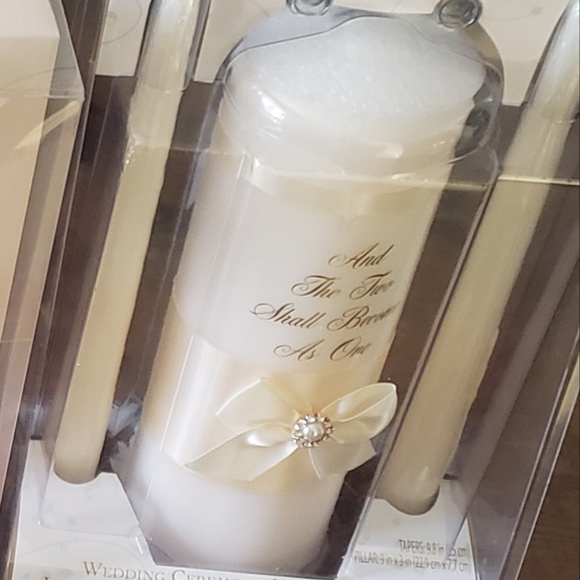 And
The Two
Shall Become
As One
TAPERS: 9.8 in 25 cm
PILLAR: 9 in x 3 in (22.9 cm x 7.7 cm
WEDDING